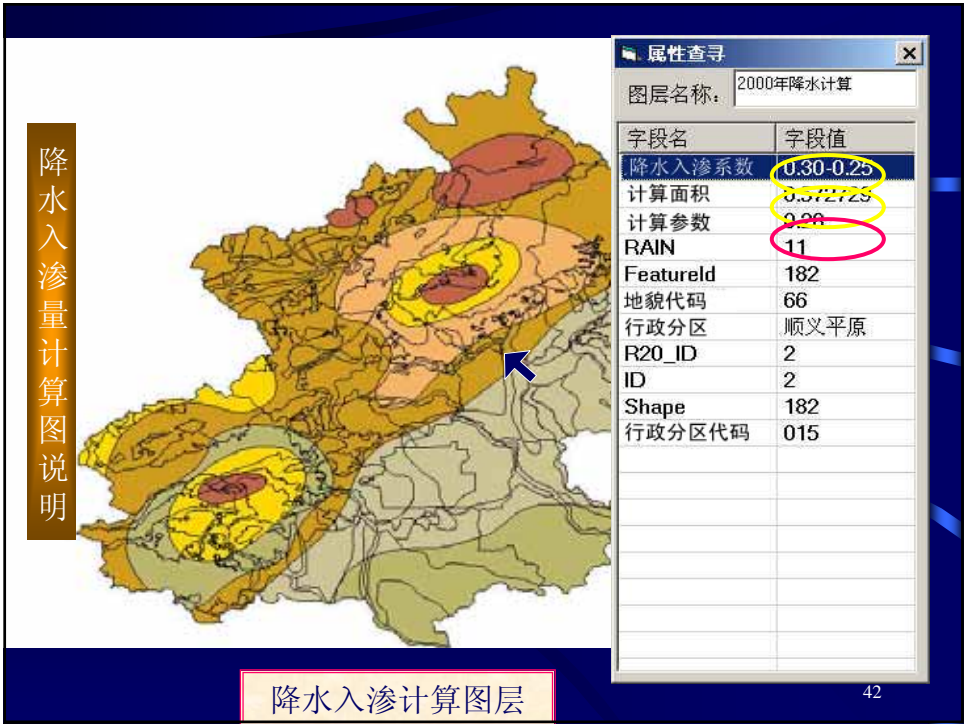 降水入渗量计算图说明
属性查寻
图层名称： 2000年降水计算
字段名 字段值
降水入渗系数 0.30-0.25
计算面积 0.372729
计算参数 0.28
RAIN 11
FeatureId 182
地貌代码 66
行政分区 顺义平原
R20_ID 2
ID 2
Shape 182
行政分区代码 015
降水入渗计算图层
42